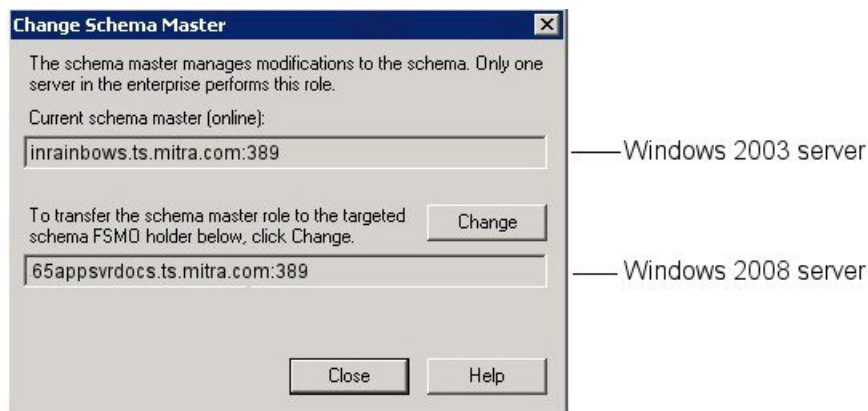 Change Schema Master
The schema master manages modifications to the schema. Only one
server in the enterprise performs this role.
Current schema master (online):
inrainbows.ts.mitra.com:389
Windows 2003 server
To transfer the schema master role to the targeted
schema FSMO holder below, click Change.
Change
65appsvrdocs.ts.mitra.com:389
Windows 2008 server
Close
Help